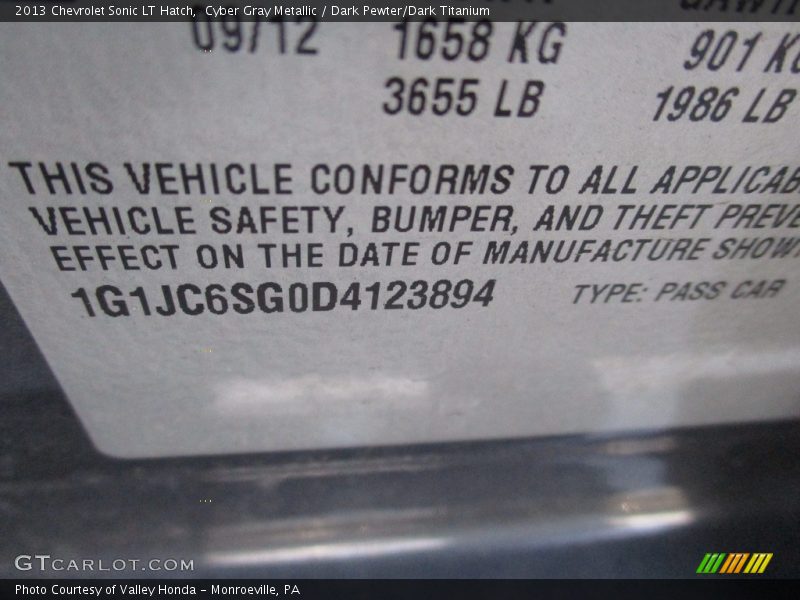 2013 Chevrolet Sonic LT Hatch,  Cyber Gray Metallic / Dark Pewter/Dark Titanium
09/12 1658 KG 901 KG
3655 LB 1986 LB
THIS VEHICLE CONFORMS TO ALL APPLICAB
VEHICLE SAFETY, BUMPER, AND THEFT PREVE
EFFECT ON THE DATE OF MANUFACTURE SHOWN
1G1JC6SG0D4123894 TYPE: PASS CAR
GTCARLOT.COM
Photo Courtesy of Valley Honda – Monroeville, PA